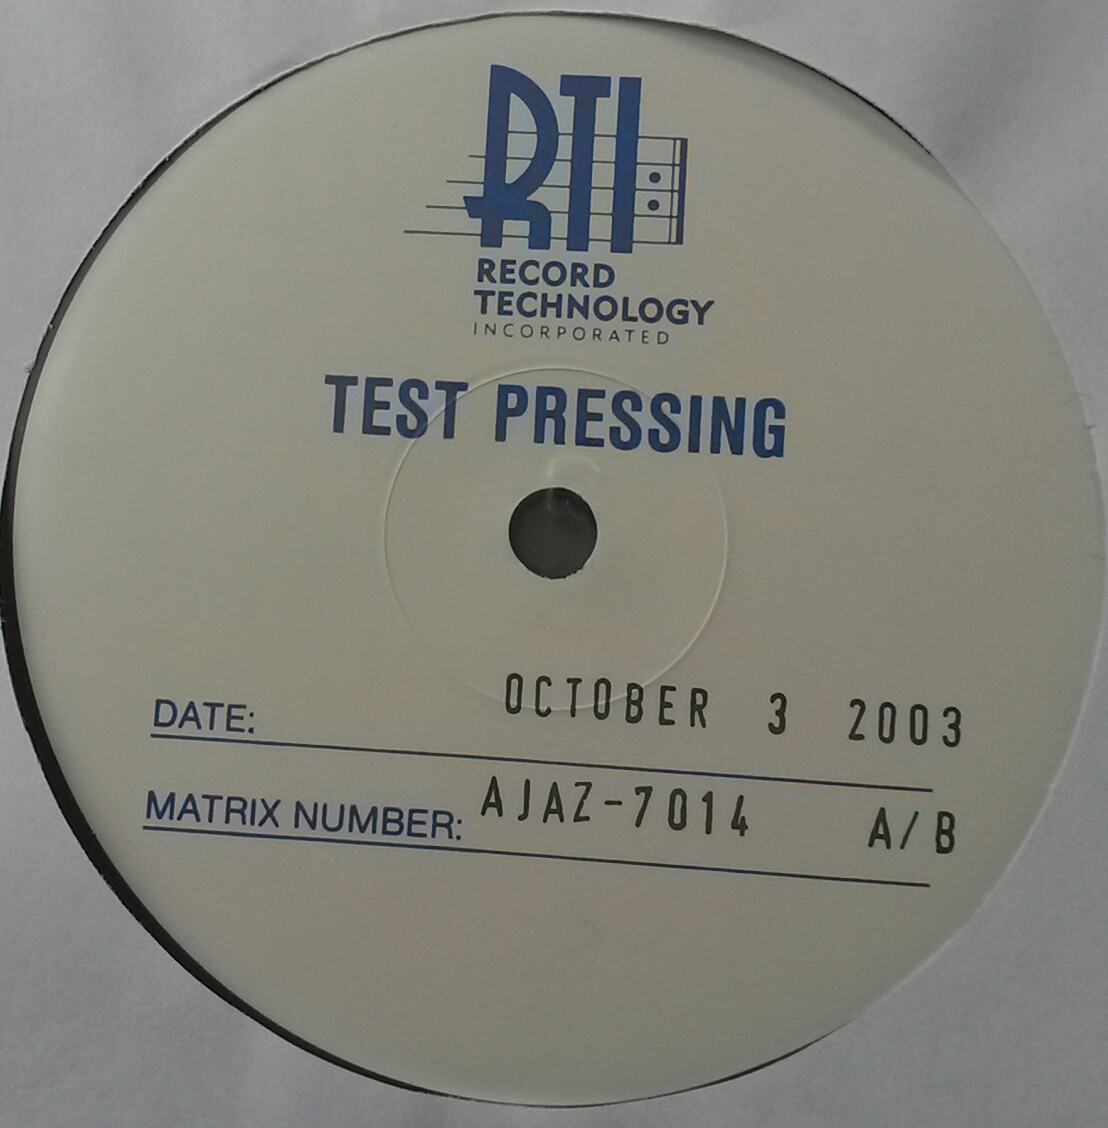 RTI
RECORD
TECHNOLOGY
INCORPORATED
TEST PRESSING
DATE: OCTOBER 3 2003
MATRIX NUMBER: AJAZ-7014 A/B